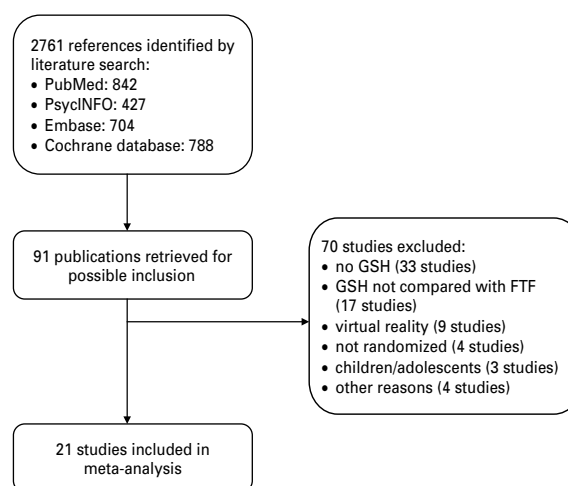 2761 references identified by
literature search:
• PubMed: 842
• PsycINFO: 427
• Embase: 704
• Cochrane database: 788
91 publications retrieved for
possible inclusion
70 studies excluded:
• no GSH (33 studies)
• GSH not compared with FTF
(17 studies)
• virtual reality (9 studies)
• not randomized (4 studies)
• children/adolescents (3 studies)
• other reasons (4 studies)
21 studies included in
meta-analysis